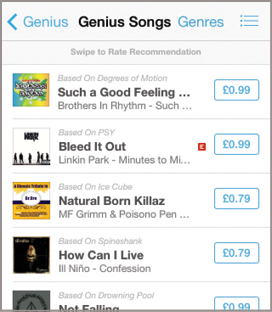 Genius Genius Songs Genres
Swipe to Rate Recommendation
Based On Degrees of Motion
Such a Good Feeling ...
£0.99
Brothers In Rhythm - Such ...
Based On PSY
Bleed It Out
E
£0.99
Linkin Park - Minutes to Mi...
Based On Ice Cube
Natural Born Killaz
£0.79
MF Grimm & Poisono Pen ...
Based On Spineshank
How Can I Live
£0.79
Ill Niño - Confession
Based On Drowning Pool
Not Falling
£0.99